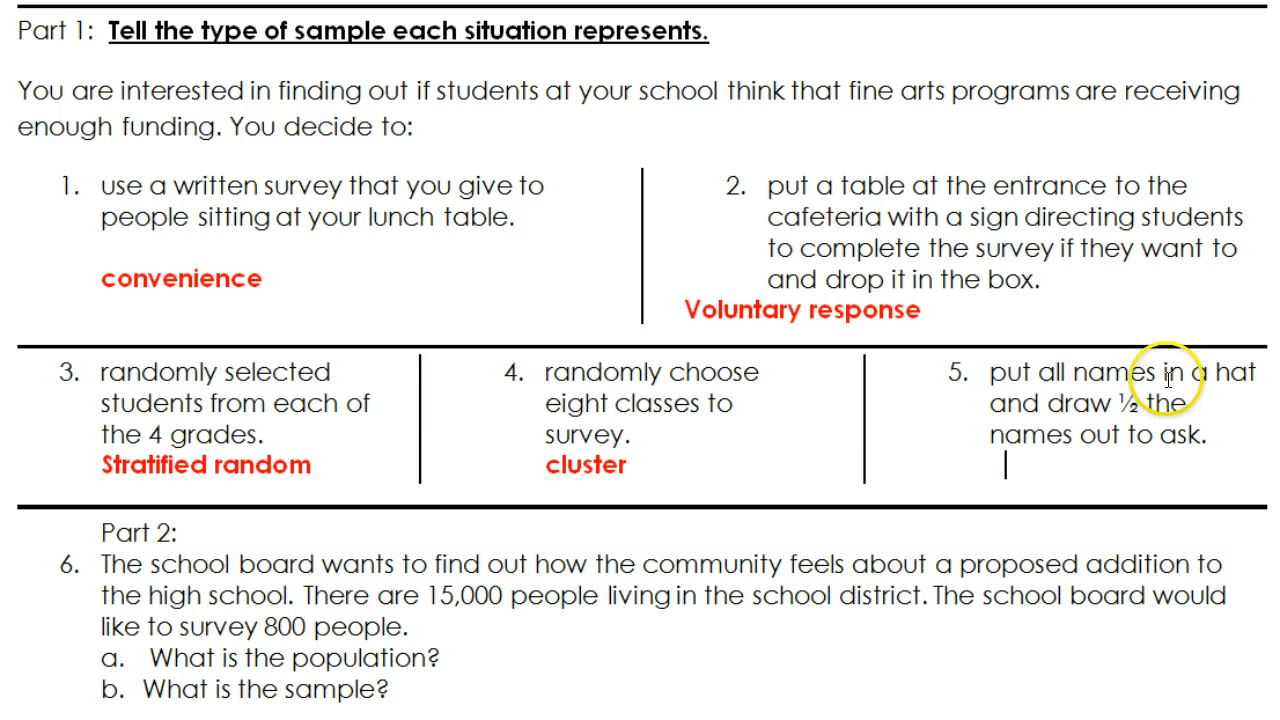 Part 1: Tell the type of sample each situation represents.
You are interested in finding out if students at your school think that fine arts programs are receiving
enough funding. You decide to:
1. use a written survey that you give to
people sitting at your lunch table.
convenience
2. put a table at the entrance to the
cafeteria with a sign directing students
to complete the survey if they want to
and drop it in the box.
Voluntary response
3. randomly selected
students from each of
the 4 grades.
Stratified random
4. randomly choose
eight classes to
survey.
cluster
5. put all names in a hat
and draw ½ the
names out to ask.
Part 2:
6. The school board wants to find out how the community feels about a proposed addition to
the high school. There are 15,000 people living in the school district. The school board would
like to survey 800 people.
a. What is the population?
b. What is the sample?